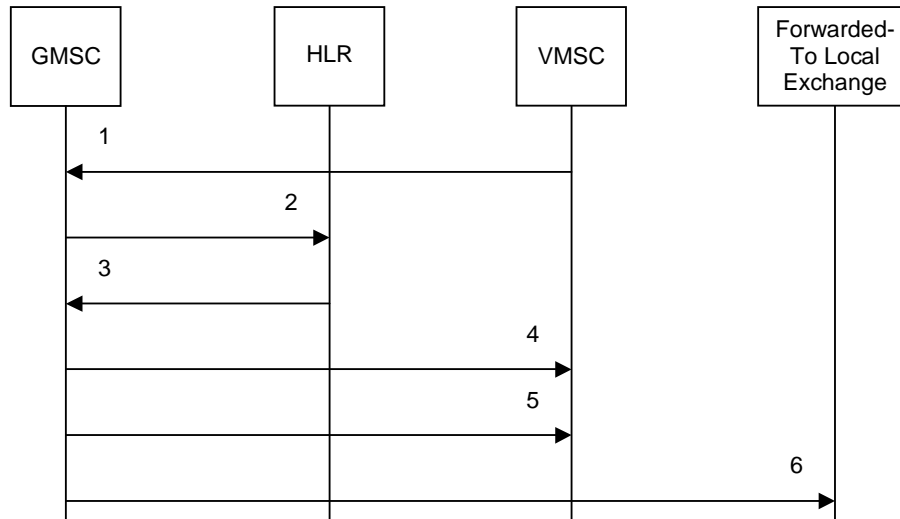 GMSC
HLR
VMSC
Forwarded-
To Local
Exchange
1
2
3
4
5
6